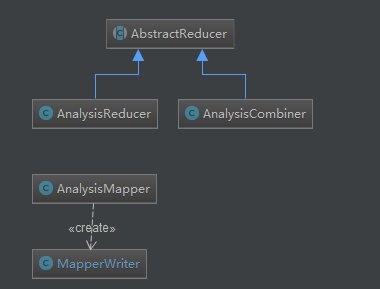 C AbstractReducer
C AnalysisReducer
C AnalysisCombiner
C AnalysisMapper
«create»
C MapperWriter